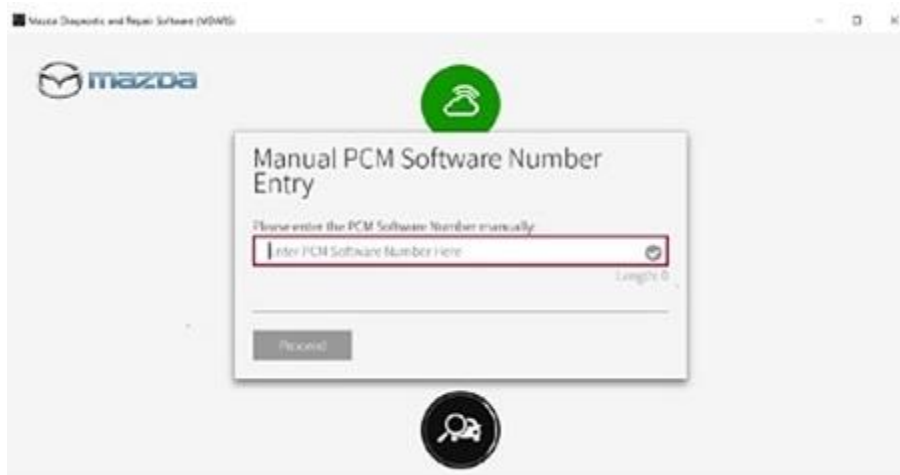 Mazda Diagnostic and Repair Software (MDARS)
mazda
Manual PCM Software Number
Entry
Please enter the PCM Software Number manually:
Enter PCM Software Number Here
Length: 0
Proceed